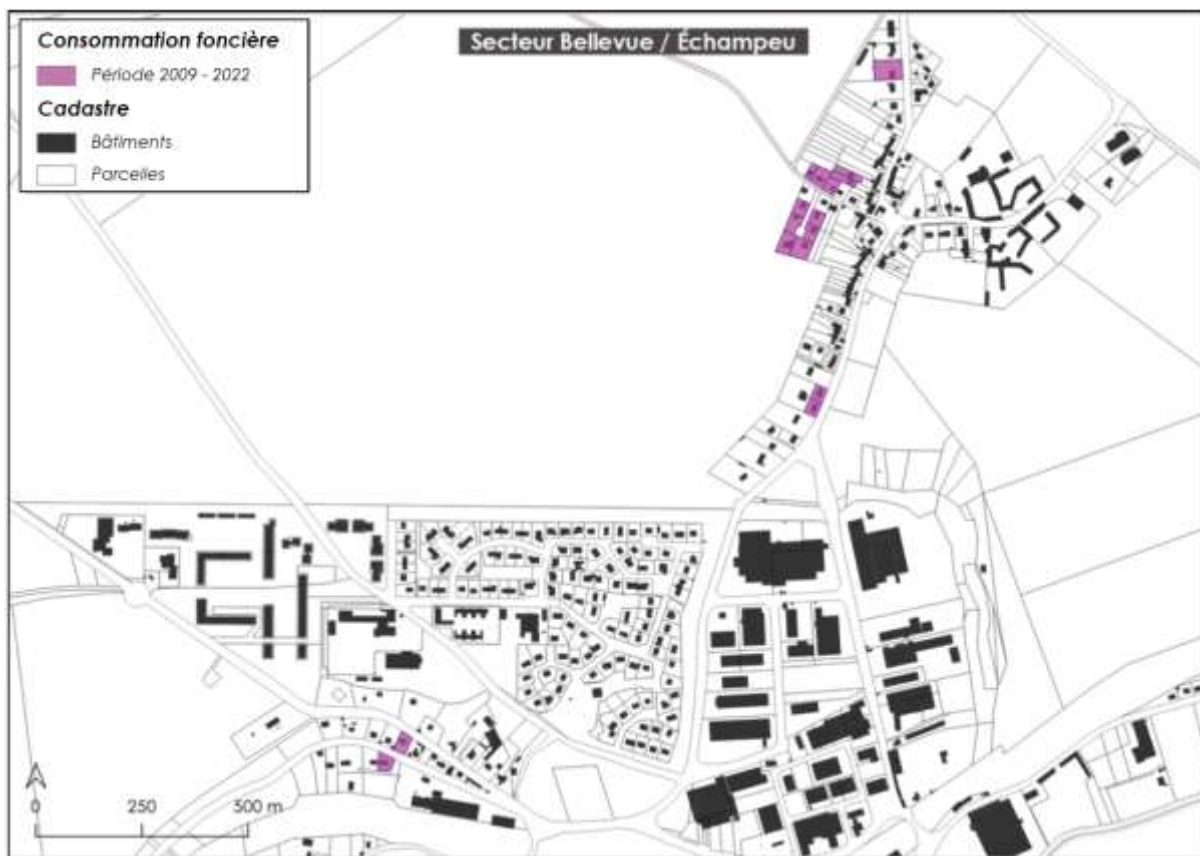 Consommation foncière
Période 2009 - 2022
Cadastre
Bâtiments
Parcelles
Secteur Bellevue / Échampeu
0 250 500 m